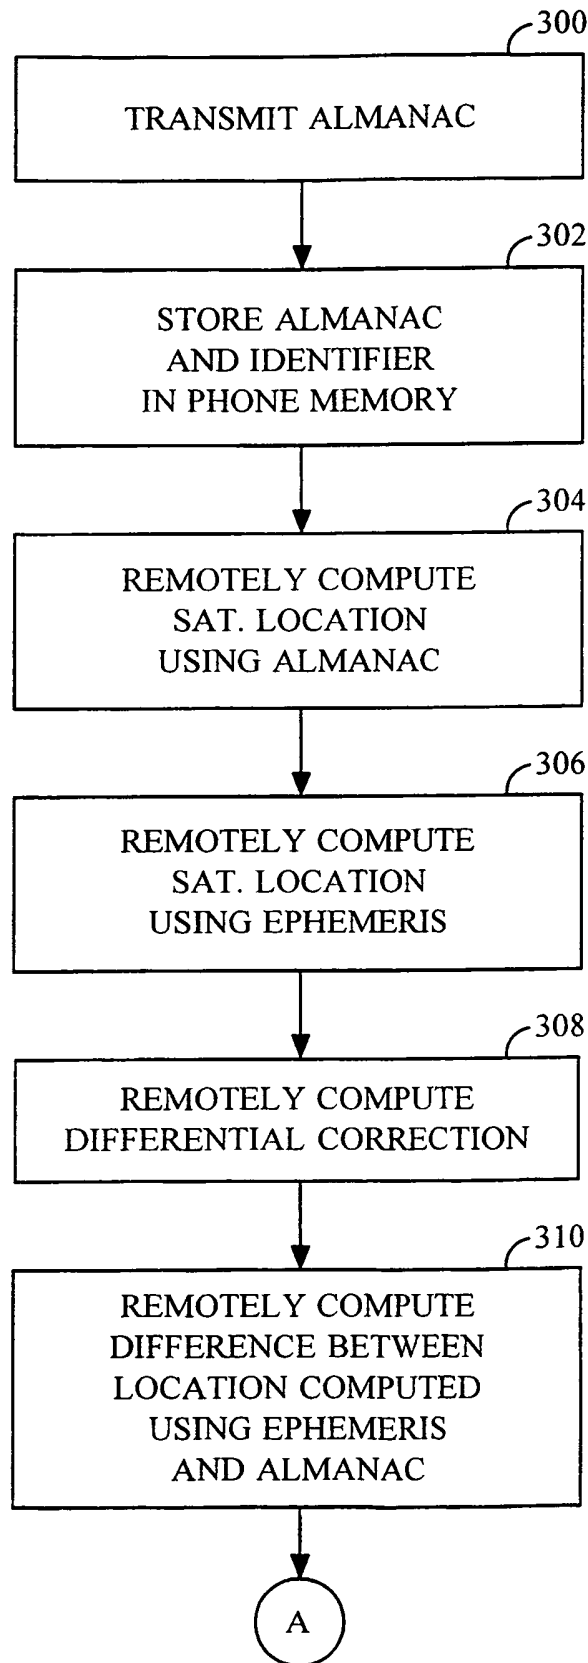 300
TRANSMIT ALMANAC
302
STORE ALMANAC
AND IDENTIFIER
IN PHONE MEMORY
304
REMOTELY COMPUTE
SAT. LOCATION
USING ALMANAC
306
REMOTELY COMPUTE
SAT. LOCATION
USING EPHEMERIS
308
REMOTELY COMPUTE
DIFFERENTIAL CORRECTION
310
REMOTELY COMPUTE
DIFFERENCE BETWEEN
LOCATION COMPUTED
USING EPHEMERIS
AND ALMANAC
A